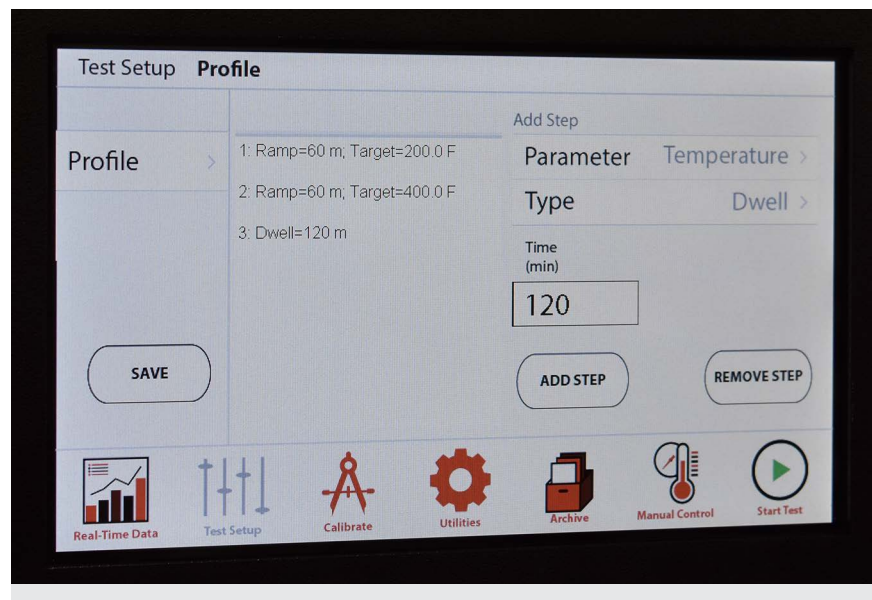 Test Setup Profile
Profile
1: Ramp=60 m; Target=200.0 F
2: Ramp=60 m; Target=400.0 F
3: Dwell=120 m
Add Step
Parameter Temperature >
Type Dwell >
Time
(min)
120
SAVE
ADD STEP
REMOVE STEP
Real-Time Data
Test Setup
Calibrate
Utilities
Archive
Manual Control
Start Test